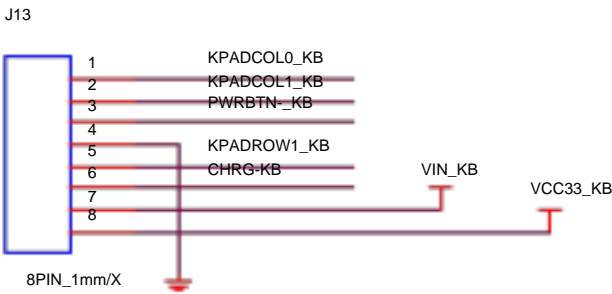 J13
1 KPADCOL0_KB
2 KPADCOL1_KB
3 PWRBTN-_KB
4
5 KPADROW1_KB
6 CHRG-KB VIN_KB
7 VCC33_KB
8
8PIN_1mm/X